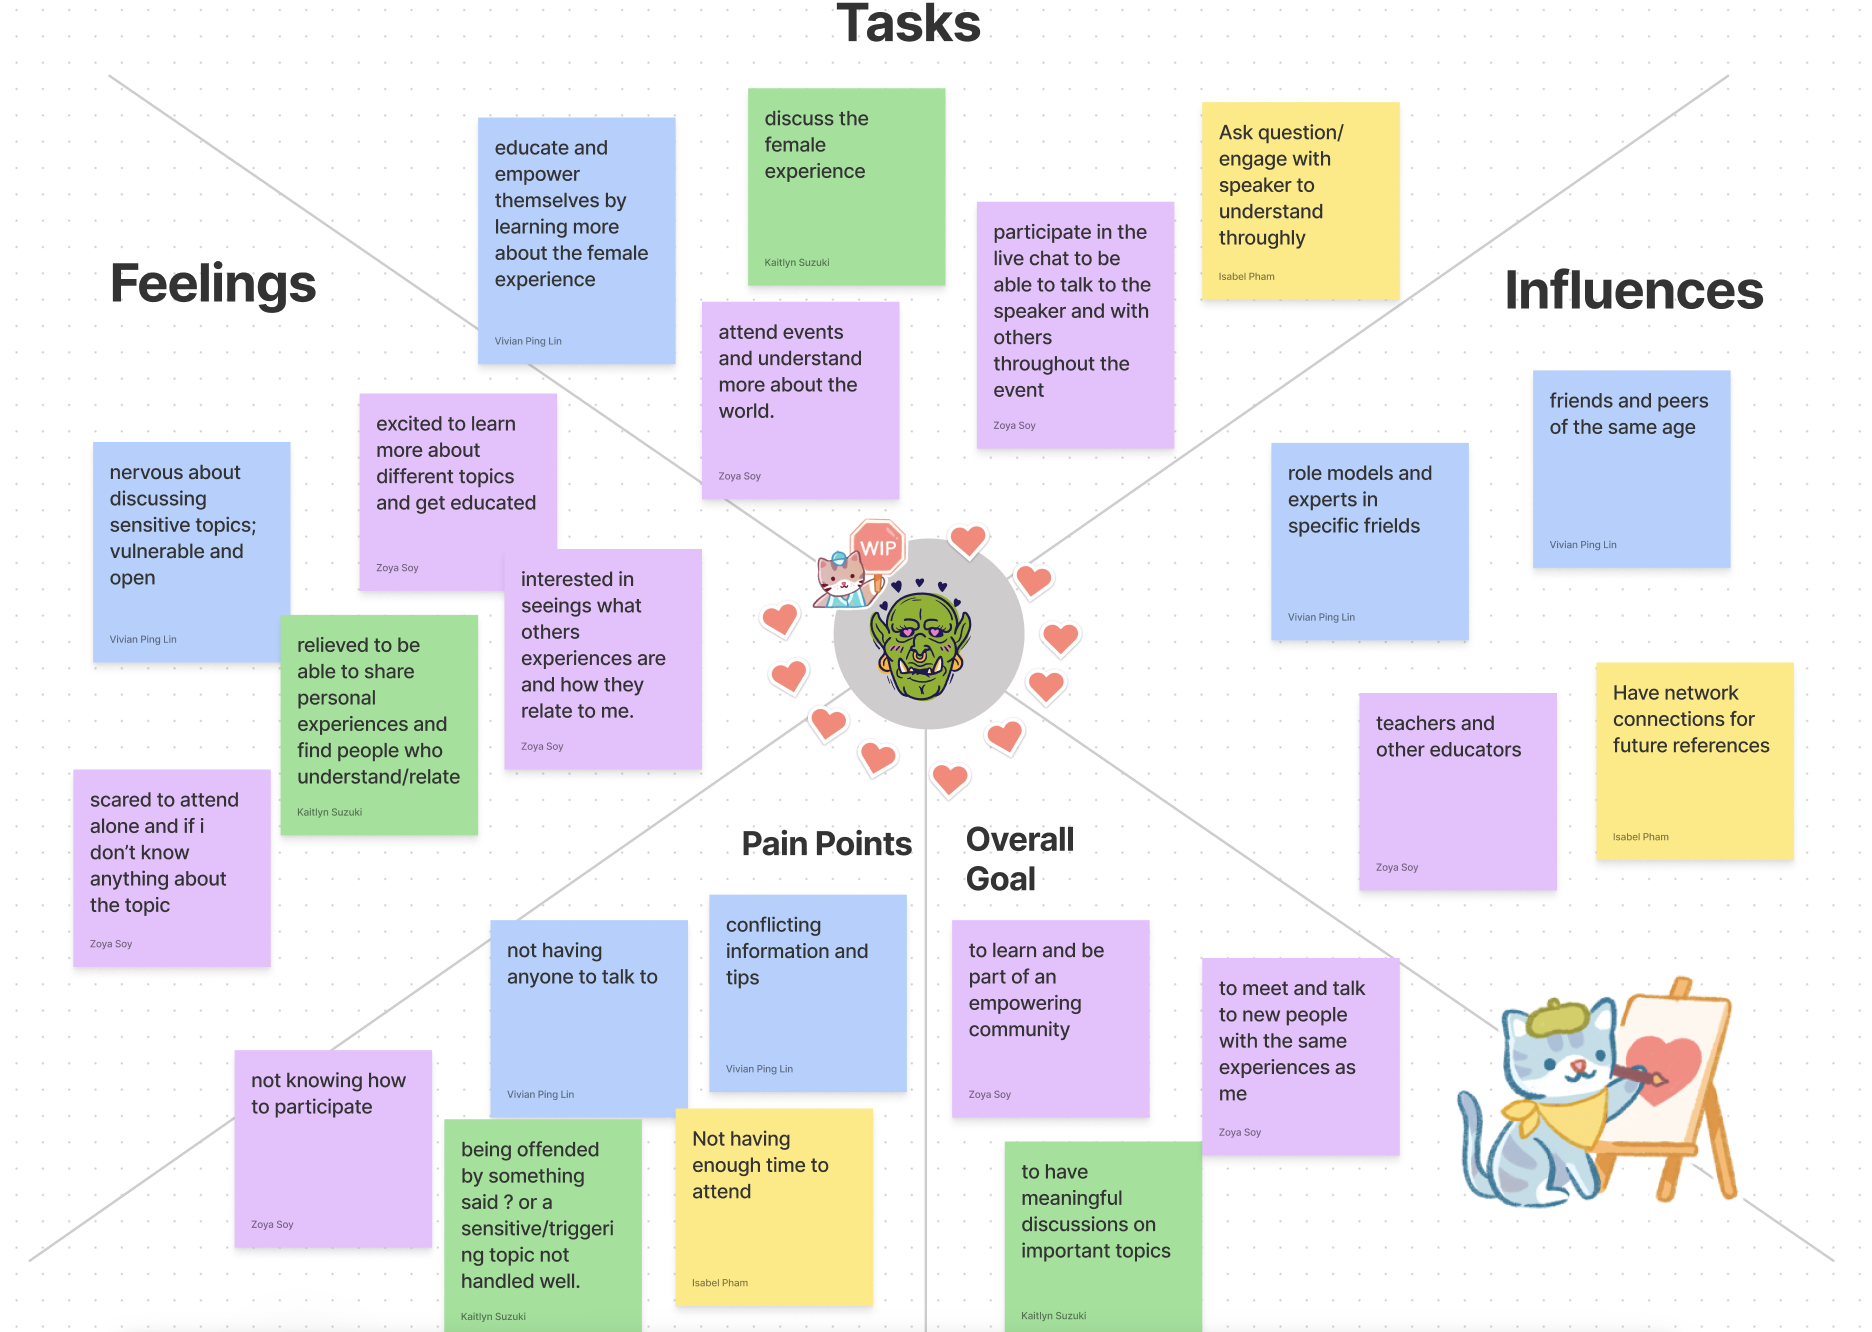 Tasks
educate and
empower
themselves by
learning more
about the female
experience
Vivian Ping Lin
discuss the
female
experience
Kaitlyn Suzuki
attend events
and understand
more about the
world.
Zoya Soy
participate in the
live chat to be
able to talk to the
speaker and with
others
throughout the
event
Zoya Soy
Ask question/
engage with
speaker to
understand
throughly
Isabel Pham
Feelings
nervous about
discussing
sensitive topics;
vulnerable and
open
Vivian Ping Lin
excited to learn
more about
different topics
and get educated
Zoya Soy
interested in
seeings what
others
experiences are
and how they
relate to me.
Zoya Soy
relieved to be
able to share
personal
experiences and
find people who
understand/relate
Kaitlyn Suzuki
scared to attend
alone and if i
don't know
anything about
the topic
Zoya Soy
WIP
Influences
friends and peers
of the same age
Vivian Ping Lin
role models and
experts in
specific frields
Vivian Ping Lin
teachers and
other educators
Zoya Soy
Have network
connections for
future references
Isabel Pham
Pain Points
not having
anyone to talk to
Vivian Ping Lin
conflicting
information and
tips
Vivian Ping Lin
not knowing how
to participate
Zoya Soy
being offended
by something
said ? or a
sensitive/triggeri
ng topic not
handled well.
Kaitlyn Suzuki
Not having
enough time to
attend
Isabel Pham
Overall
Goal
to learn and be
part of an
empowering
community
Zoya Soy
to meet and talk
to new people
with the same
experiences as
me
Zoya Soy
to have
meaningful
discussions on
important topics
Kaitlyn Suzuki